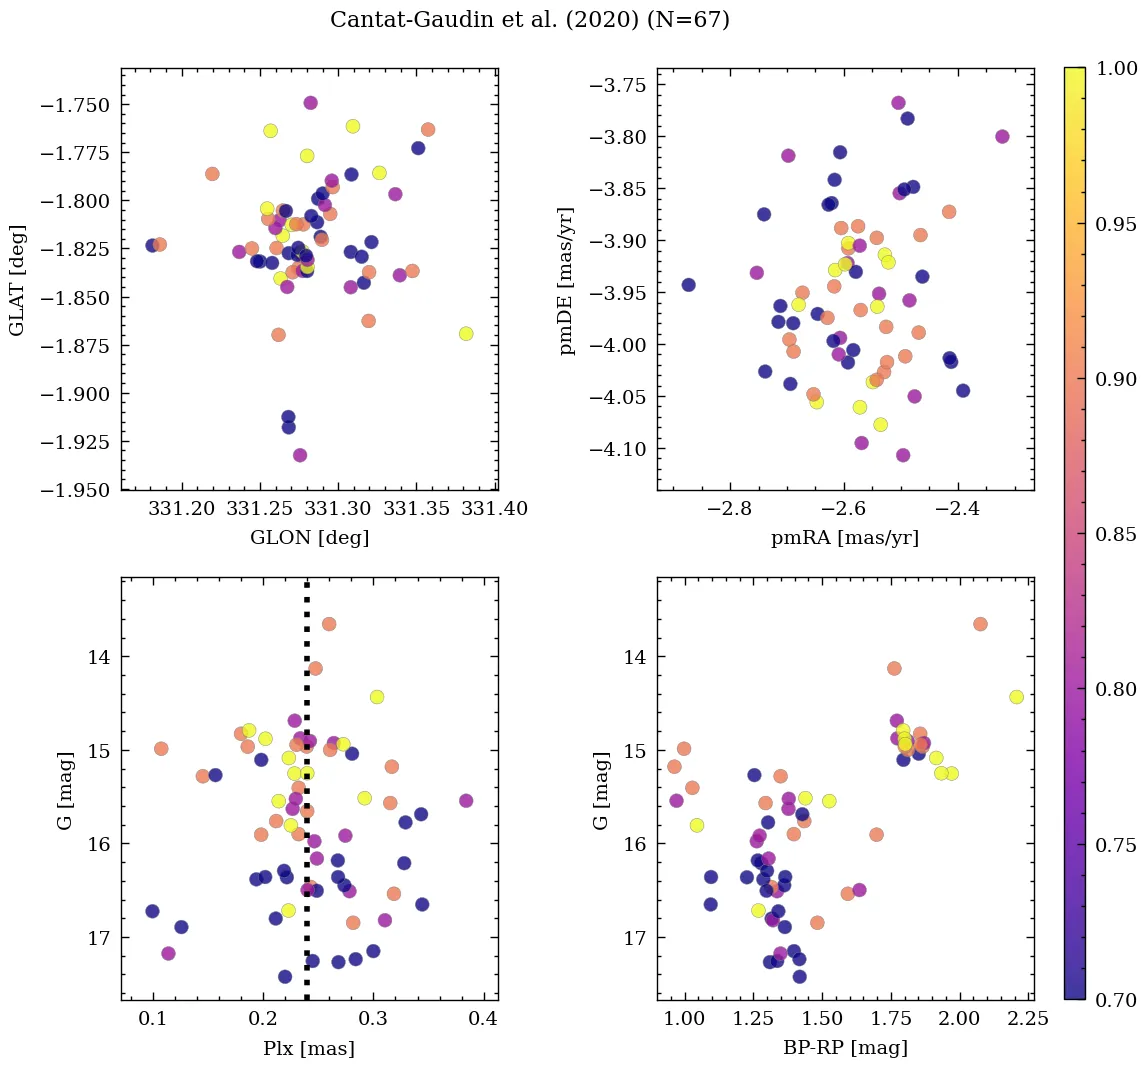 Cantat-Gaudin et al. (2020) (N=67)
−1.750
−1.775
−1.800
−1.825
−1.850
−1.875
−1.900
−1.925
−1.950
GLAT [deg]
331.20 331.25 331.30 331.35 331.40
GLON [deg]
−3.75
−3.80
−3.85
−3.90
−3.95
−4.00
−4.05
−4.10
pmDE [mas/yr]
−2.8 −2.6 −2.4
pmRA [mas/yr]
14
15
16
17
G [mag]
0.1 0.2 0.3 0.4
Plx [mas]
14
15
16
17
G [mag]
1.00 1.25 1.50 1.75 2.00 2.25
BP-RP [mag]
1.00
0.95
0.90
0.85
0.80
0.75
0.70